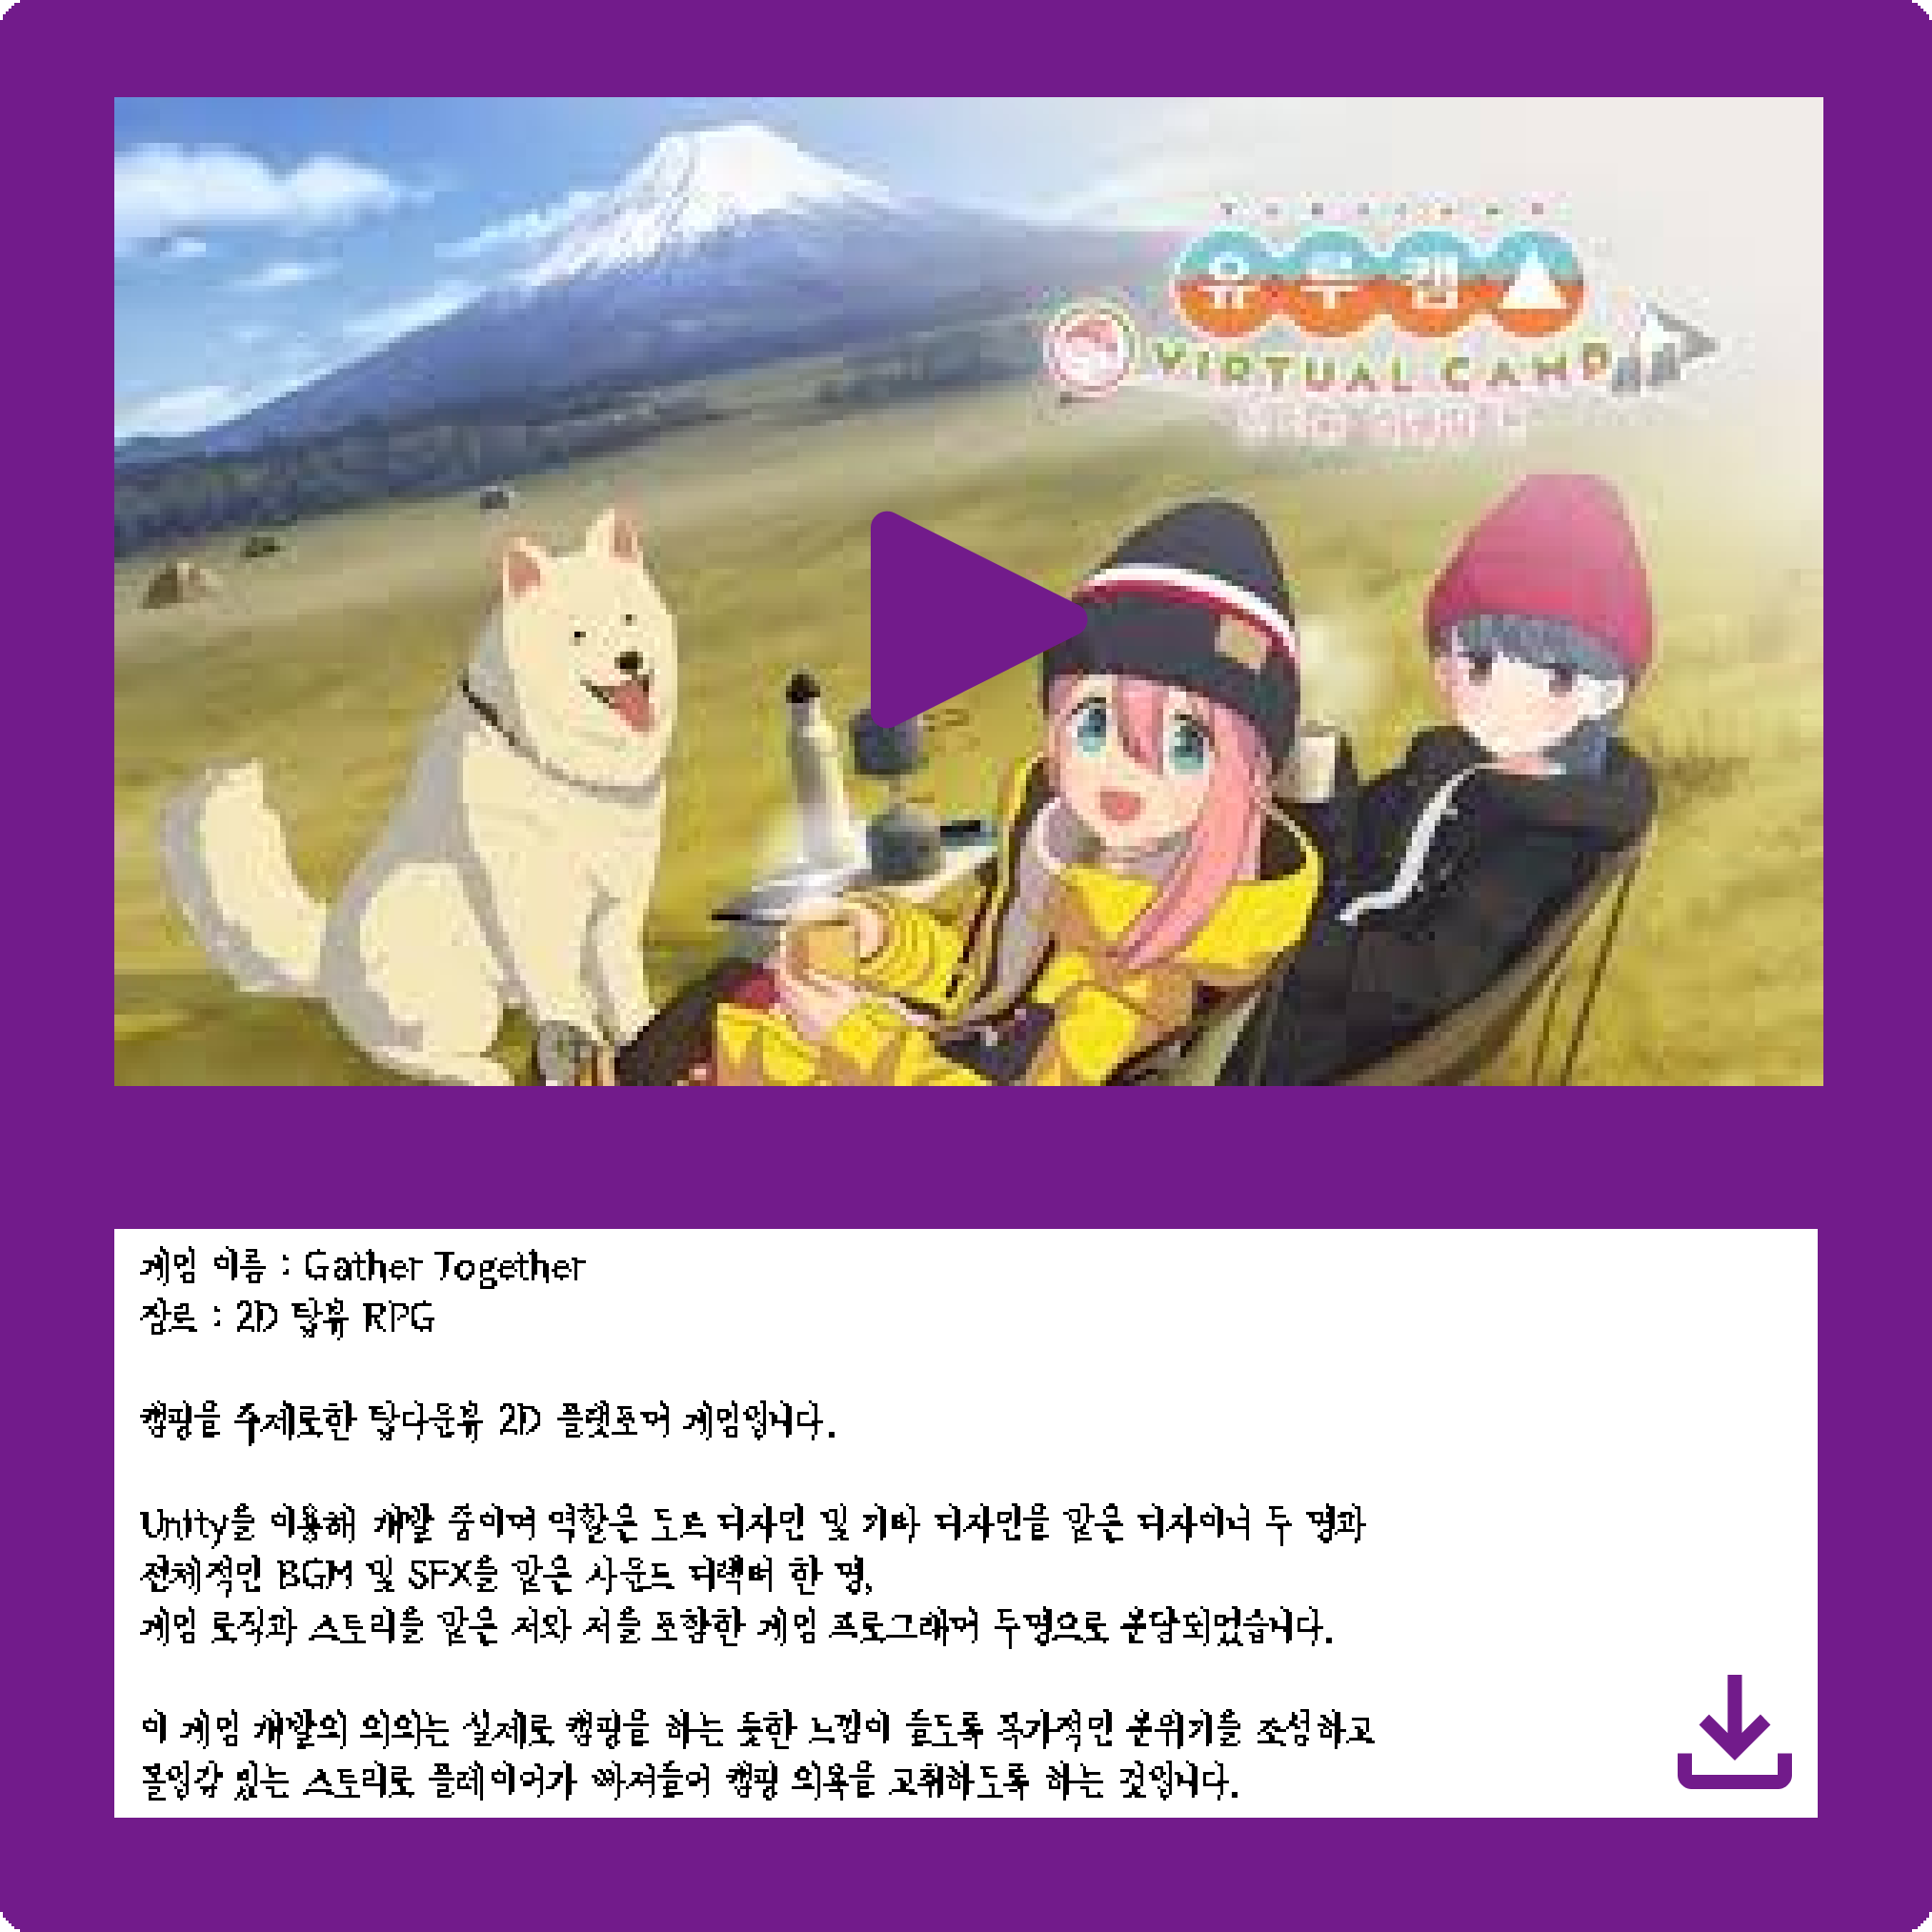 유루캠
VIRTUAL CAMP
게임 이름 : Gather Together
장르 : 2D 탑뷰 RPG
캠핑을 주제로한 탑다운뷰 2D 플랫포머 게임입니다.
Unity를 이용해 개발 중이며 역할은 도트 디자인 및 기타 디자인을 맡은 디자이너 두 명과
전체적인 BGM 및 SFX를 맡은 사운드 디렉터 한 명,
게임 로직과 스토리를 맡은 저와 저를 포함한 게임 프로그래머 두명으로 분담되었습니다.
이 게임 개발의 의의는 실제로 캠핑을 하는 듯한 느낌이 들도록 목가적인 분위기를 조성하고
몰입감 있는 스토리로 플레이어가 빠져들어 캠핑 의욕을 고취하도록 하는 것입니다.